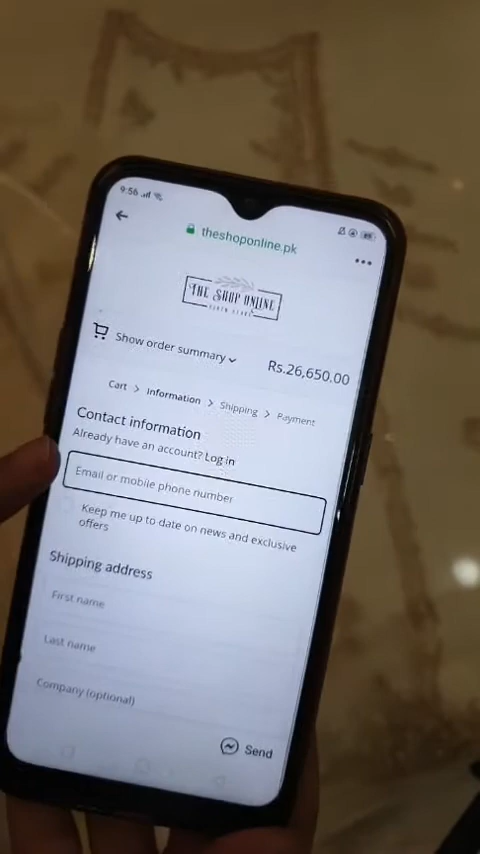 9:56
theshoponline.pk
THE SHOP ONLINE
Show order summary
Rs.26,650.00
Cart > Information > Shipping > Payment
Contact information
Already have an account? Log in
Email or mobile phone number
Keep me up to date on news and exclusive
offers
Shipping address
First name
Last name
Company (optional)
Send